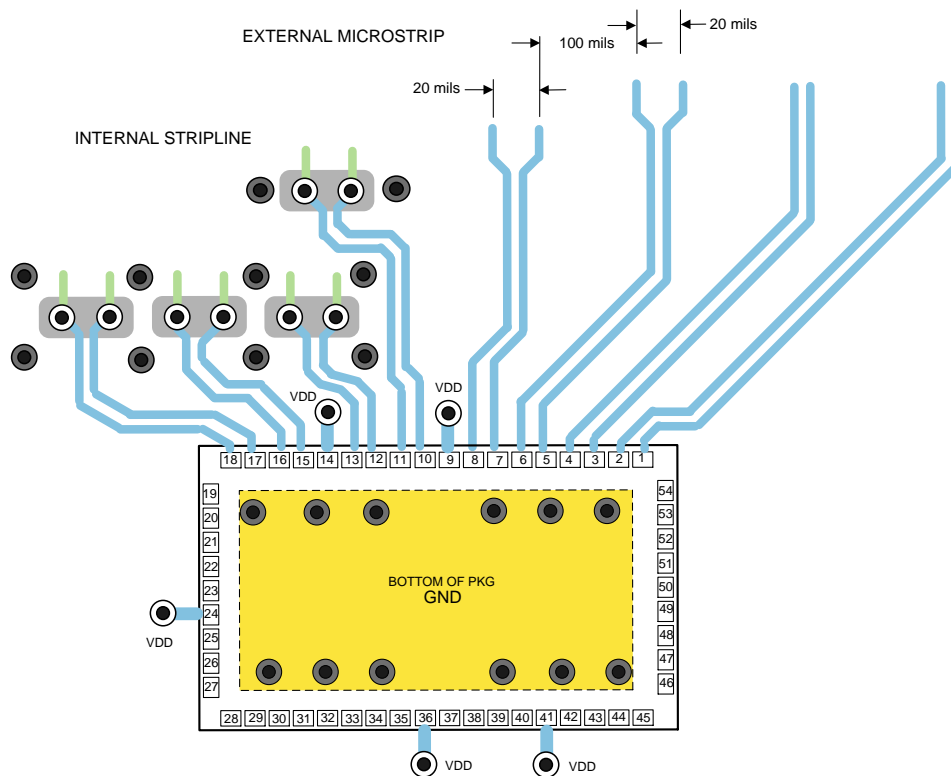 EXTERNAL MICROSTRIP
20 mils
100 mils
20 mils
INTERNAL STRIPLINE
VDD
VDD
18 17 16 15 14 13 12 11 10 9 8 7 6 5 4 3 2 1
19
20
21
22
23
24
25
26
27
54
53
52
51
50
49
48
47
46
BOTTOM OF PKG
GND
VDD
28 29 30 31 32 33 34 35 36 37 38 39 40 41 42 43 44 45
VDD
VDD